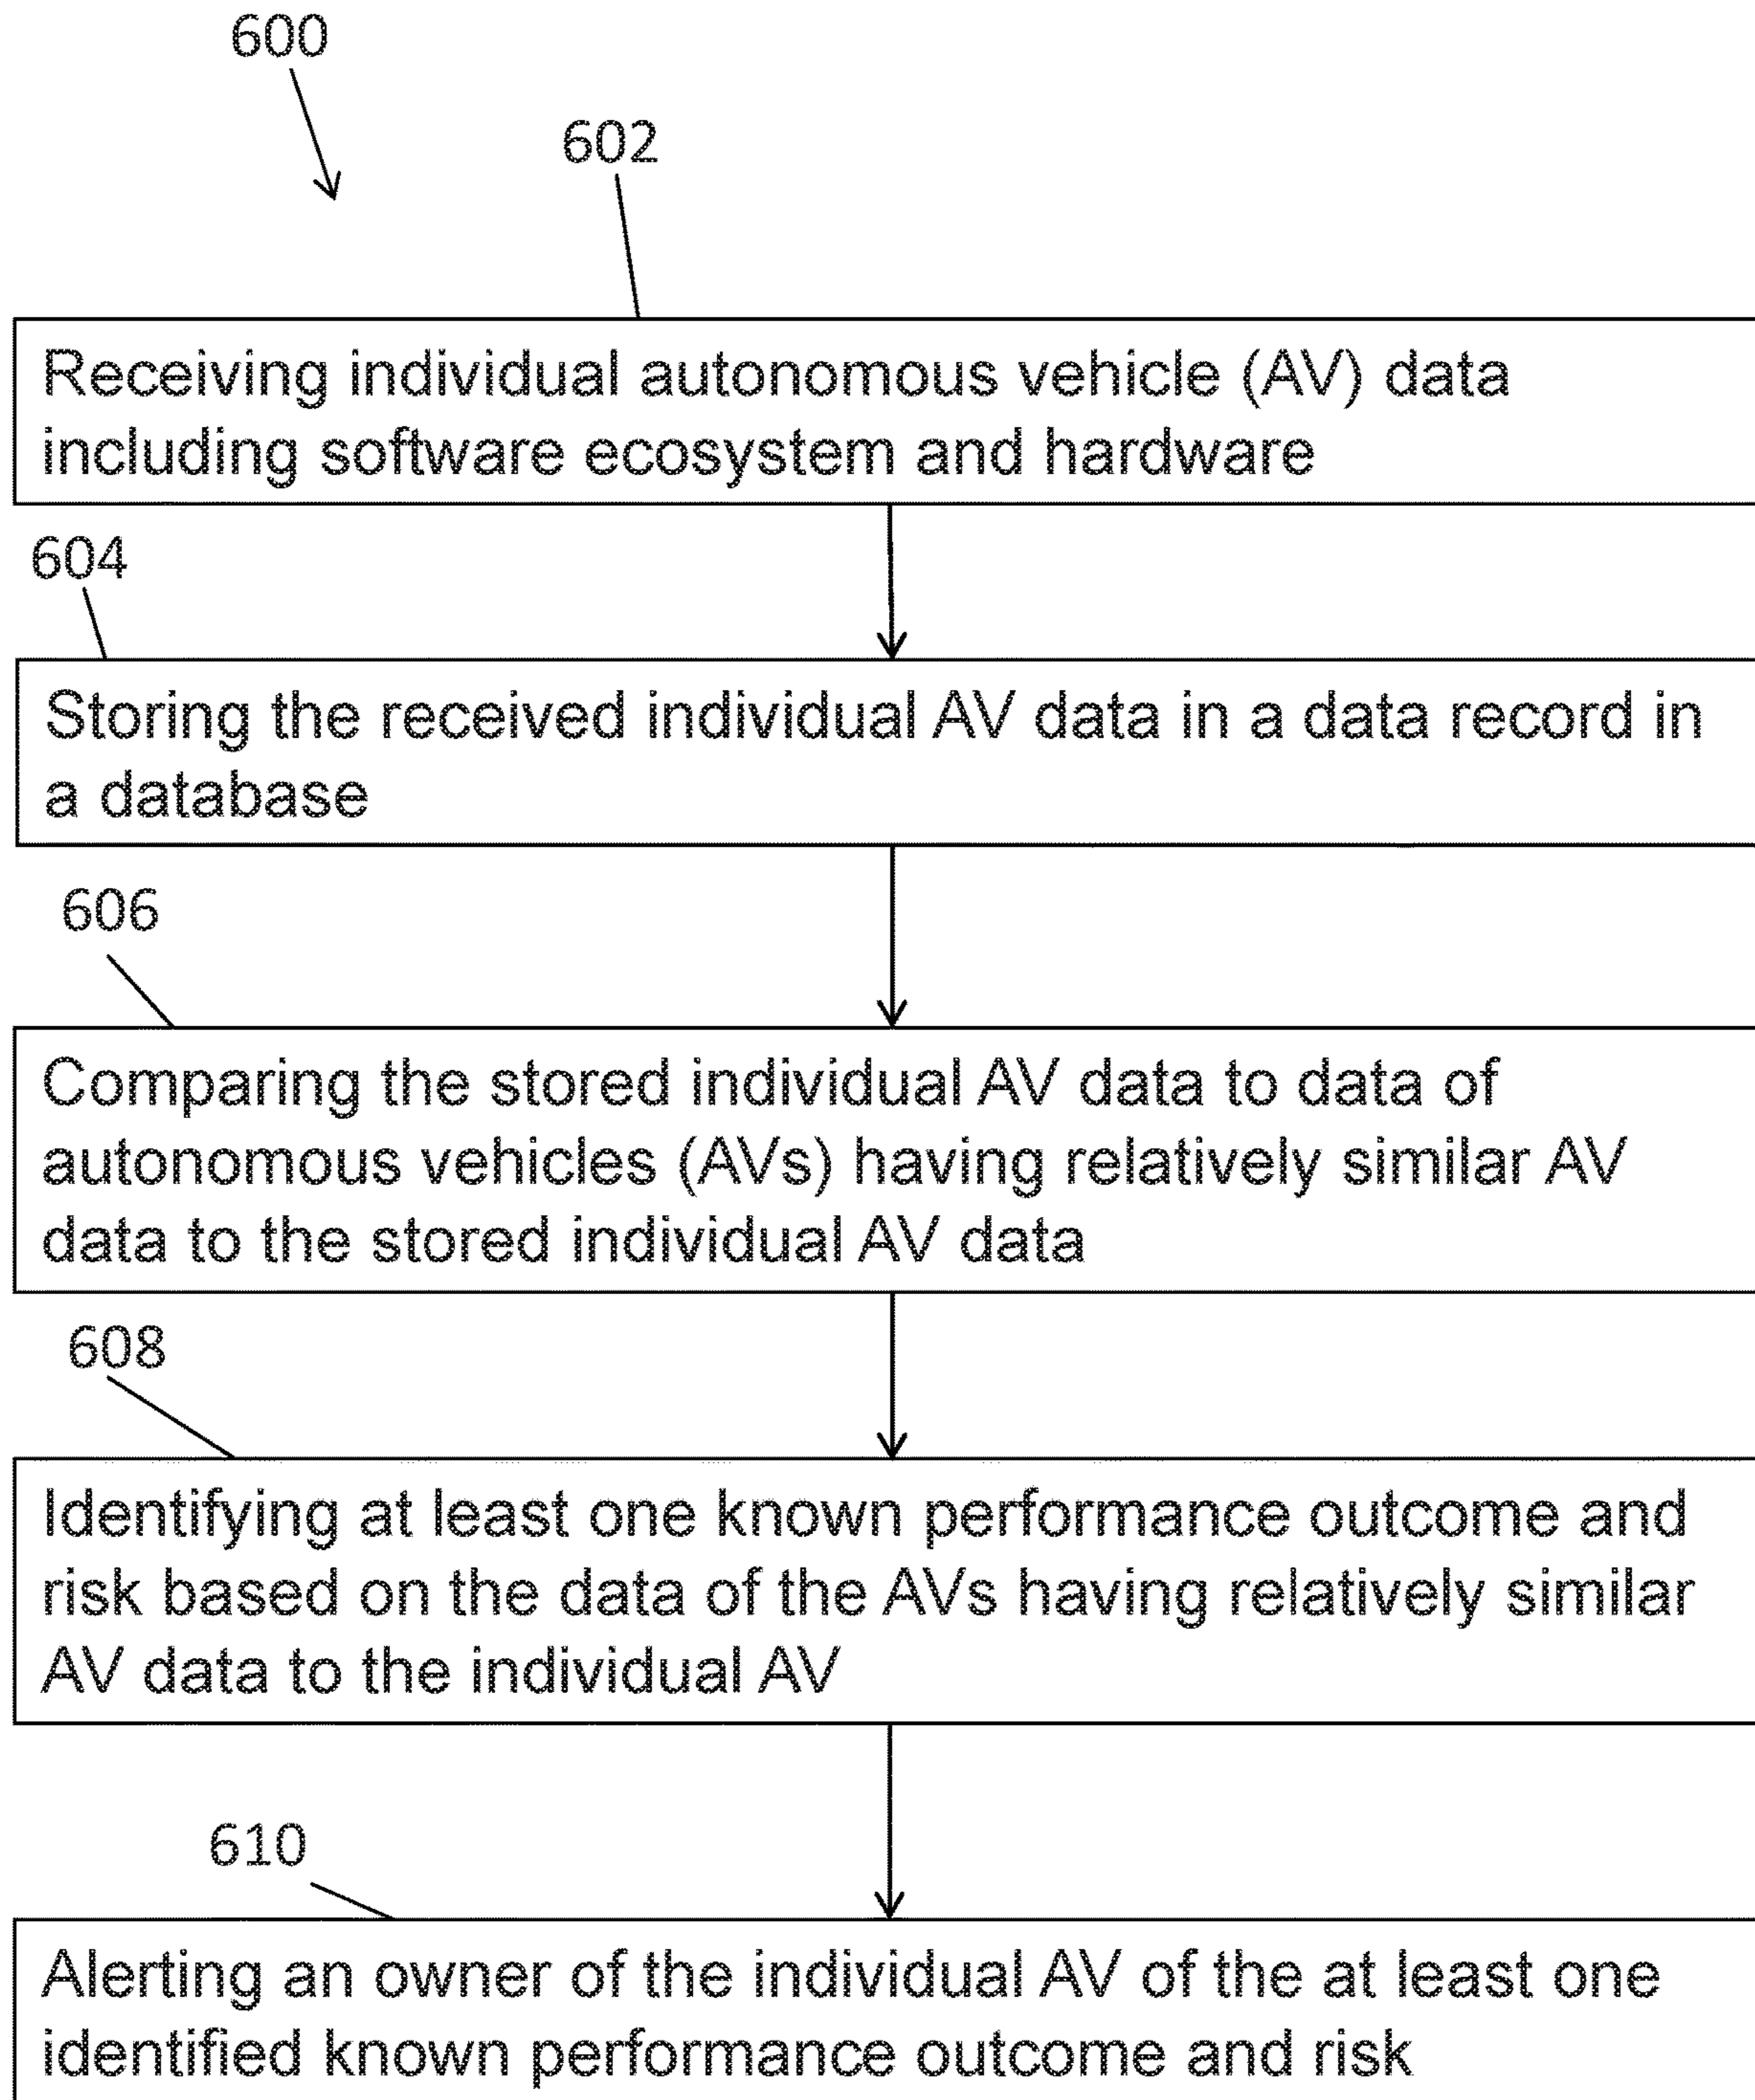 600
602
Receiving individual autonomous vehicle (AV) data
including software ecosystem and hardware
604
Storing the received individual AV data in a data record in
a database
606
Comparing the stored individual AV data to data of
autonomous vehicles (AVs) having relatively similar AV
data to the stored individual AV data
608
Identifying at least one known performance outcome and
risk based on the data of the AVs having relatively similar
AV data to the individual AV
610
Alerting an owner of the individual AV of the at least one
identified known performance outcome and risk